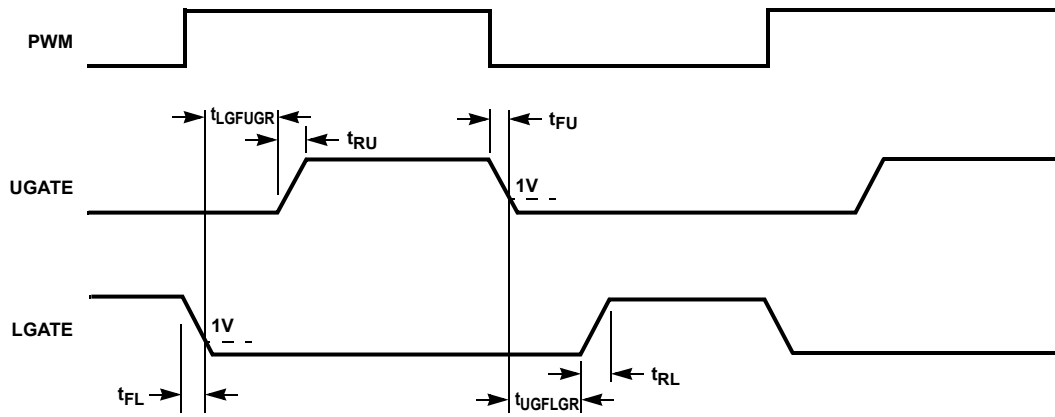 PWM
tLGFUGR
tRU
tFU
UGATE
1V
LGATE
1V
tFL
tRL
tUGFLGR